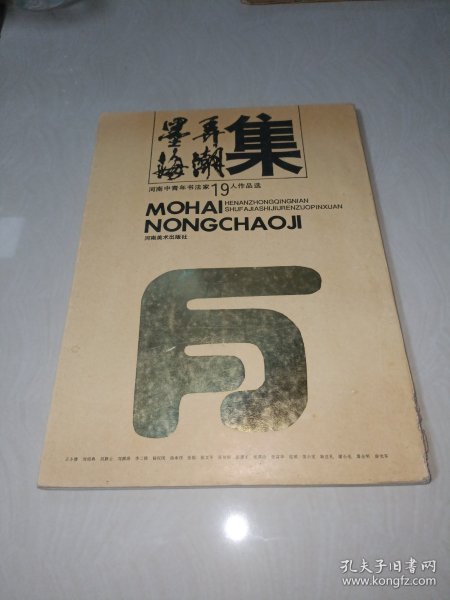 墨海 弄潮 集
河南中青年书法家19人作品选
MOHAI
HENANZHONGQINGNIAN
SHUFAJIASHIJIURENZUOPINXUAN
NONGCHAOJI
河南美术出版社
孔夫子旧书网
www.kongfz.com